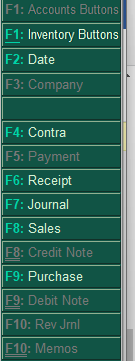 F1: Accounts Buttons
F1: Inventory Buttons
F2: Date
F3: Company
F4: Contra
F5: Payment
F6: Receipt
F7: Journal
F8: Sales
F8: Credit Note
F9: Purchase
F9: Debit Note
F10: Rev Jrnl
F10: Memos